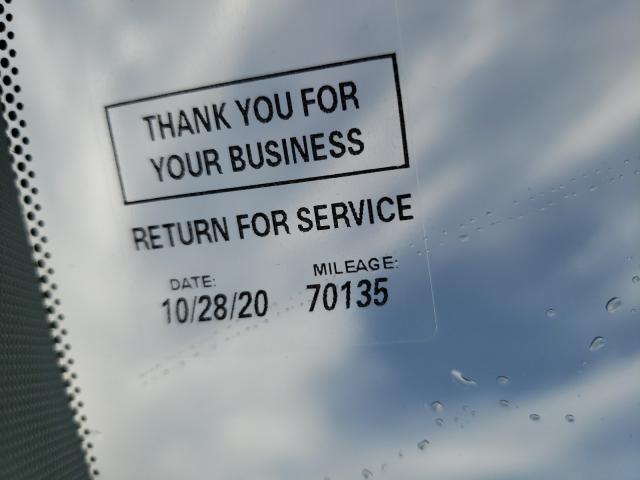 THANK YOU FOR
YOUR BUSINESS
RETURN FOR SERVICE
DATE: MILEAGE:
10/28/20 70135